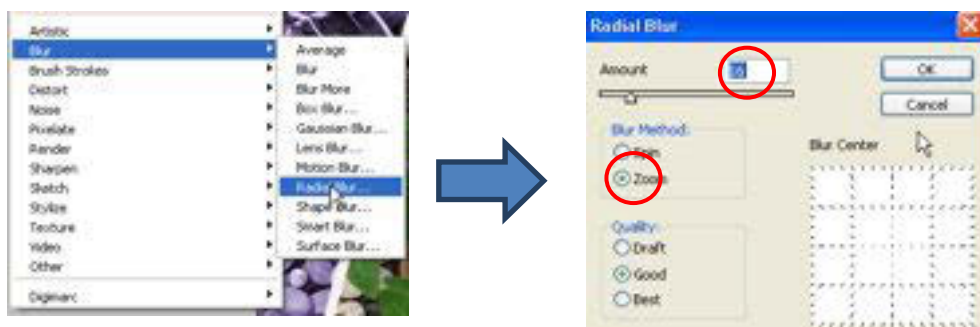 Artistic
Blur
Brush Strokes
Distort
Noise
Pixelate
Render
Sharpen
Sketch
Stylize
Texture
Video
Other
Digimarc
Average
Blur
Blur More
Box Blur...
Gaussian Blur...
Lens Blur...
Motion Blur...
Radial Blur...
Shape Blur...
Smart Blur...
Surface Blur...
Radial Blur
Amount
OK
Cancel
Blur Method:
Spin
Zoom
Blur Center
Quality:
Draft
Good
Best